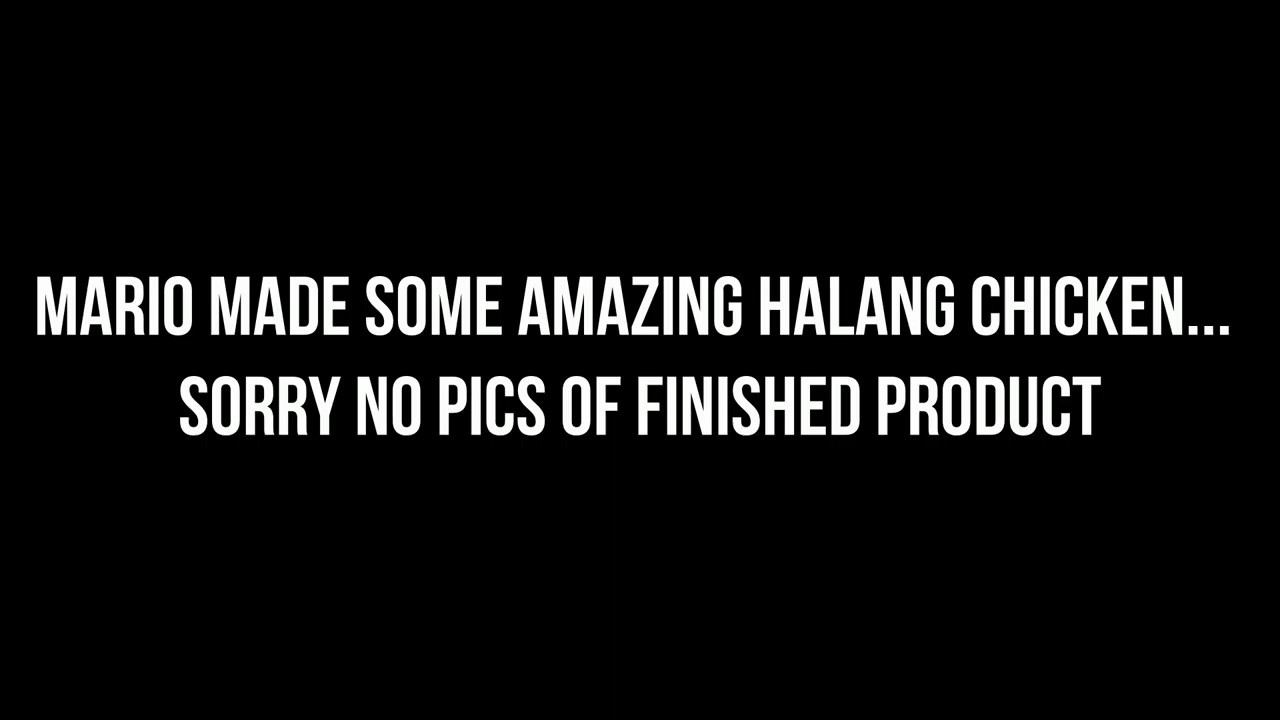 MARIO MADE SOME AMAZING HALANG CHICKEN...
SORRY NO PICS OF FINISHED PRODUCT